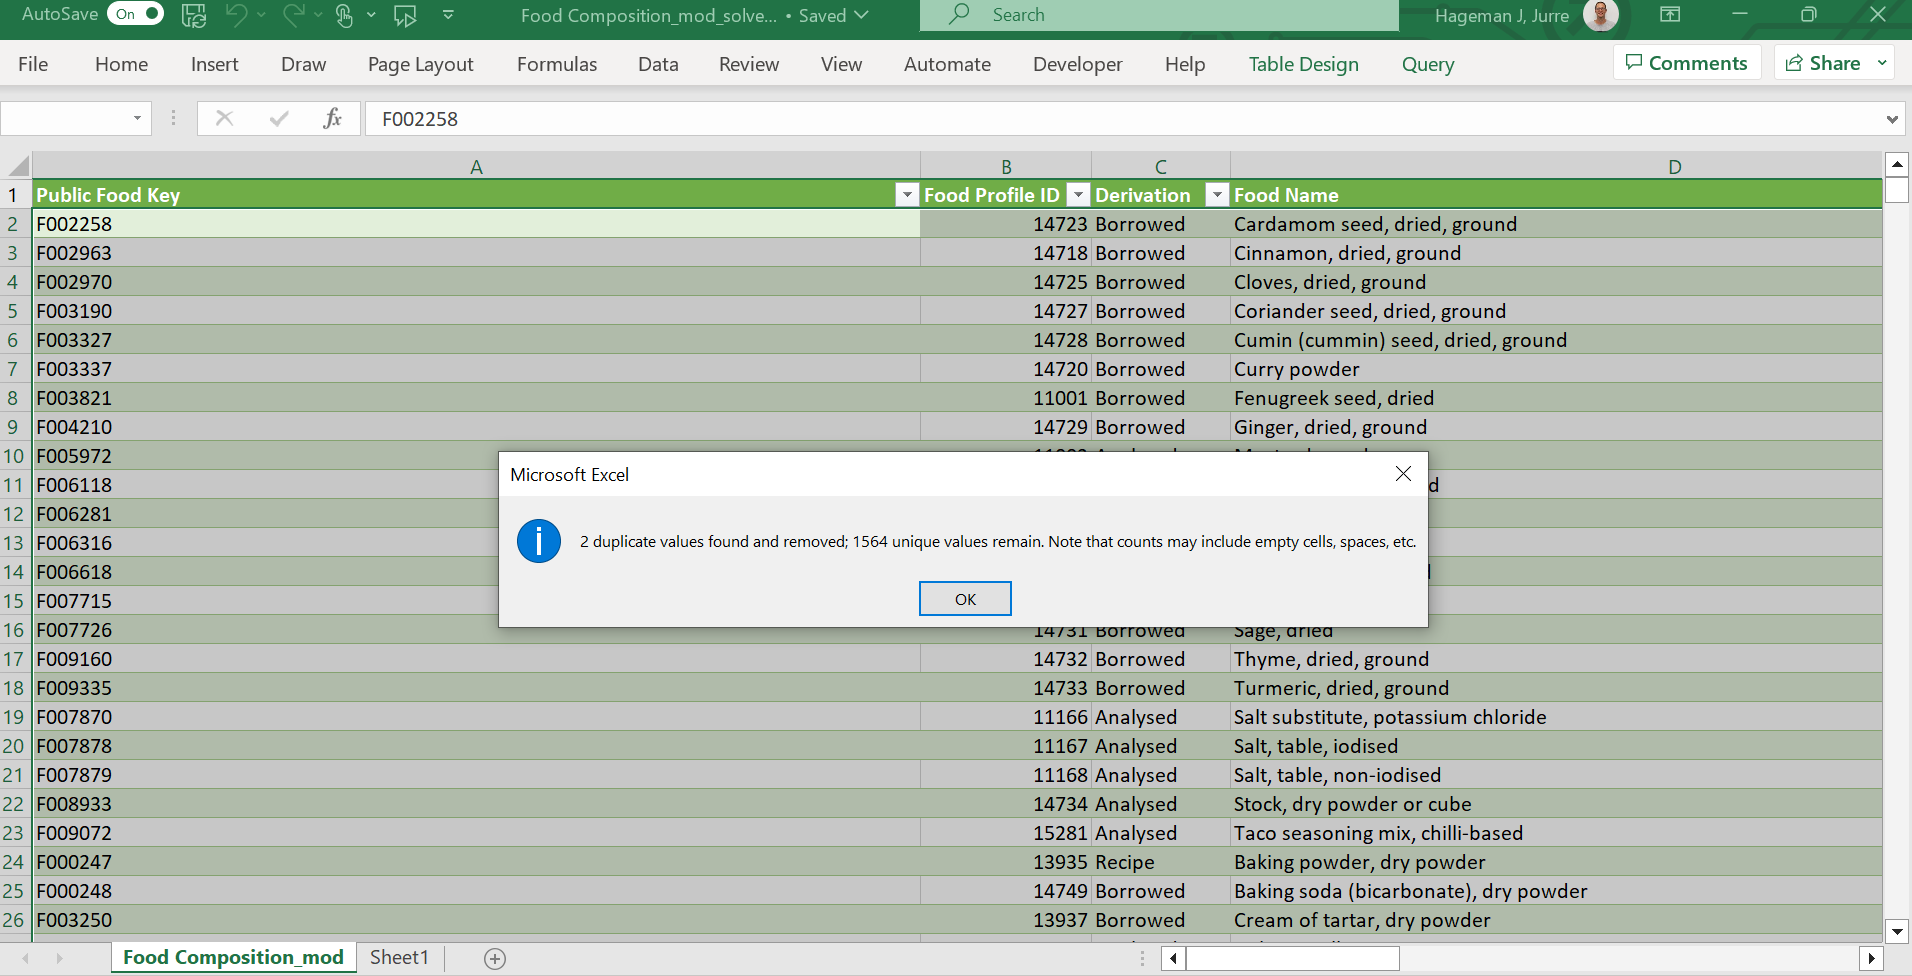 AutoSave On Food Composition_mod_solve... • Saved Search Hageman J, Jurre
File Home Insert Draw Page Layout Formulas Data Review View Automate Developer Help Table Design Query Comments Share
fx F002258
A B C D
1 Public Food Key Food Profile ID Derivation Food Name
2 F002258 14723 Borrowed Cardamom seed, dried, ground
3 F002963 14718 Borrowed Cinnamon, dried, ground
4 F002970 14725 Borrowed Cloves, dried, ground
5 F003190 14727 Borrowed Coriander seed, dried, ground
6 F003327 14728 Borrowed Cumin (cummin) seed, dried, ground
7 F003337 14720 Borrowed Curry powder
8 F003821 11001 Borrowed Fenugreek seed, dried
9 F004210 14729 Borrowed Ginger, dried, ground
10 F005972
Microsoft Excel
11 F006118 d
12 F006281
13 F006316
2 duplicate values found and removed; 1564 unique values remain. Note that counts may include empty cells, spaces, etc.
14 F006618
15 F007715
OK
16 F007726 14731 Borrowed Sage, dried
17 F009160 14732 Borrowed Thyme, dried, ground
18 F009335 14733 Borrowed Turmeric, dried, ground
19 F007870 11166 Analysed Salt substitute, potassium chloride
20 F007878 11167 Analysed Salt, table, iodised
21 F007879 11168 Analysed Salt, table, non-iodised
22 F008933 14734 Analysed Stock, dry powder or cube
23 F009072 15281 Analysed Taco seasoning mix, chilli-based
24 F000247 13935 Recipe Baking powder, dry powder
25 F000248 14749 Borrowed Baking soda (bicarbonate), dry powder
26 F003250 13937 Borrowed Cream of tartar, dry powder
Food Composition_mod Sheet1